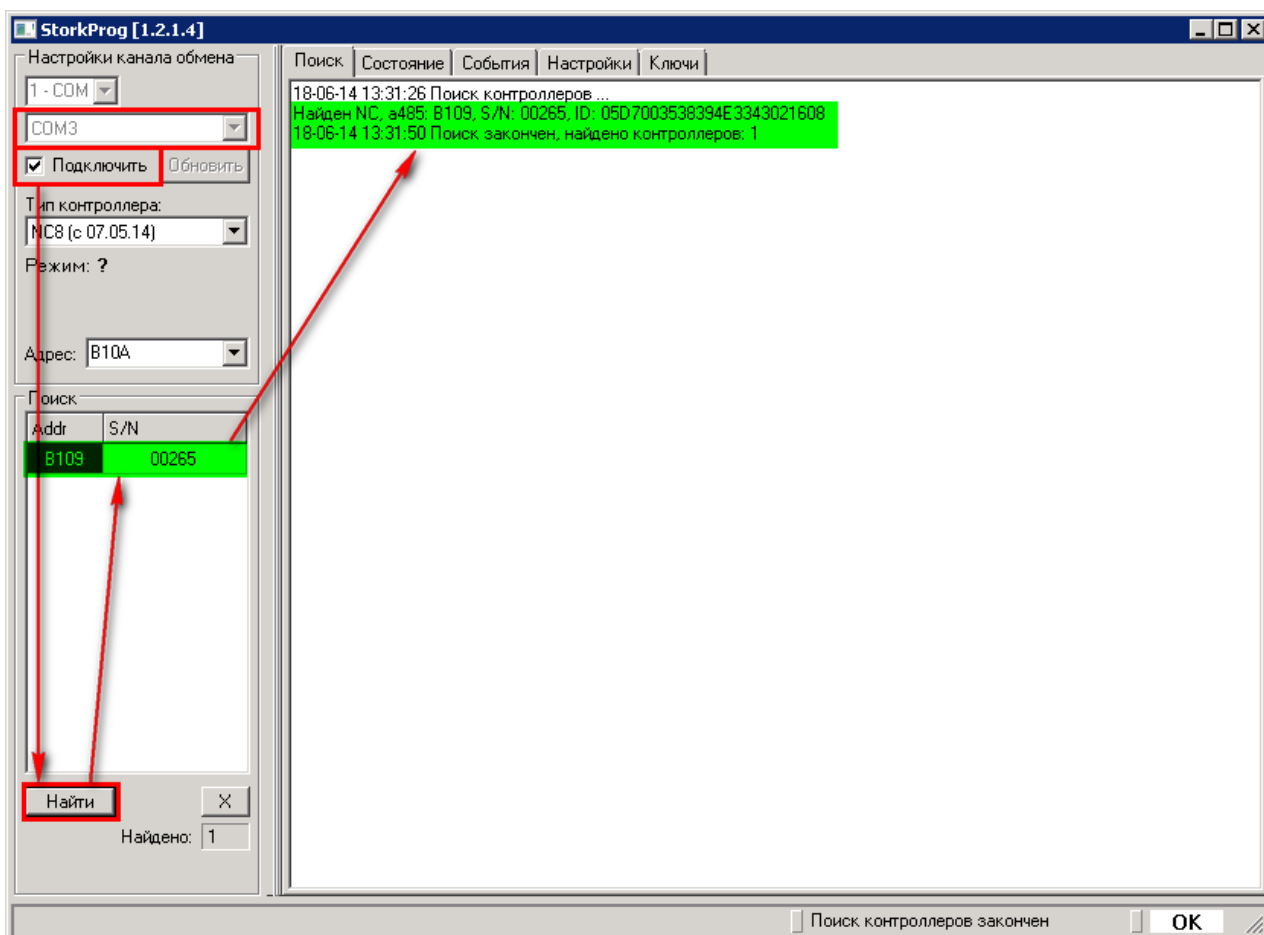 StorkProg [1.2.1.4]
Настройки канала обмена
1 - COM
COM3
Подключить
Обновить
Тип контроллера:
NC8 (с 07.05.14)
Режим: ?
Адрес: B10A
Поиск
Addr S/N
B109 00265
Найти X
Найдено: 1
Поиск Состояние События Настройки Ключи
18-06-14 13:31:26 Поиск контроллеров ...
Найден NC, a485: B109, S/N: 00265, ID: 05D7003538394E3343021608
18-06-14 13:31:50 Поиск закончен, найдено контроллеров: 1
Поиск контроллеров закончен OK